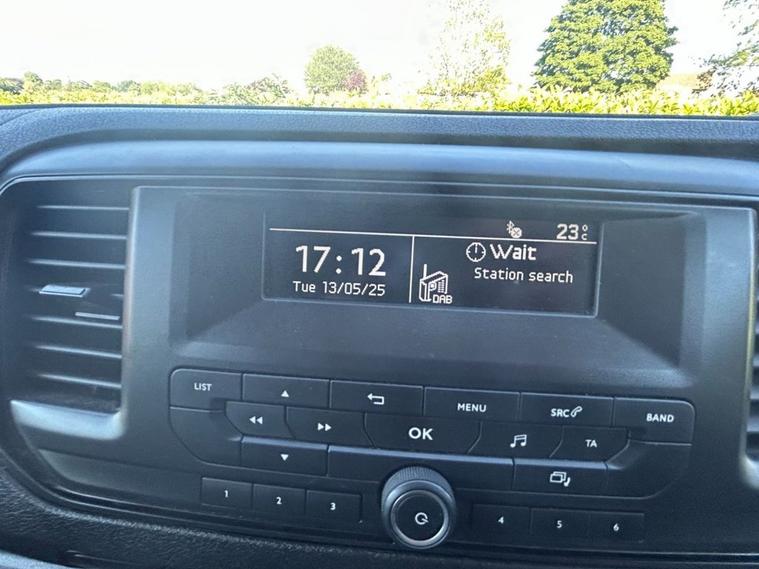 23°C
17:12
Wait
Station search
Tue 13/05/25
DAB
LIST
MENU
SRC
BAND
OK
TA
1
2
3
4
5
6